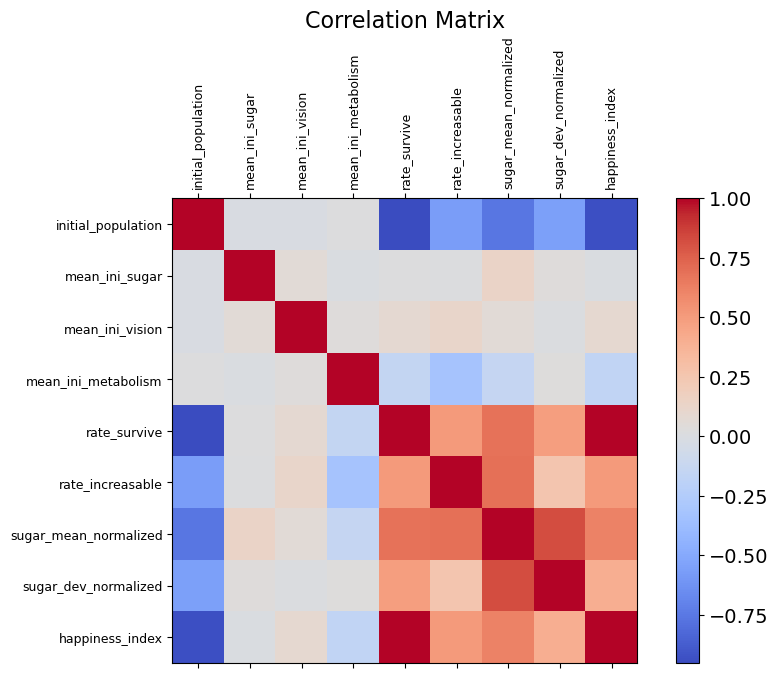 Correlation Matrix
initial_population
mean_ini_sugar
mean_ini_vision
mean_ini_metabolism
rate_survive
rate_increasable
sugar_mean_normalized
sugar_dev_normalized
happiness_index
initial_population
mean_ini_sugar
mean_ini_vision
mean_ini_metabolism
rate_survive
rate_increasable
sugar_mean_normalized
sugar_dev_normalized
happiness_index
1.00
0.75
0.50
0.25
0.00
−0.25
−0.50
−0.75